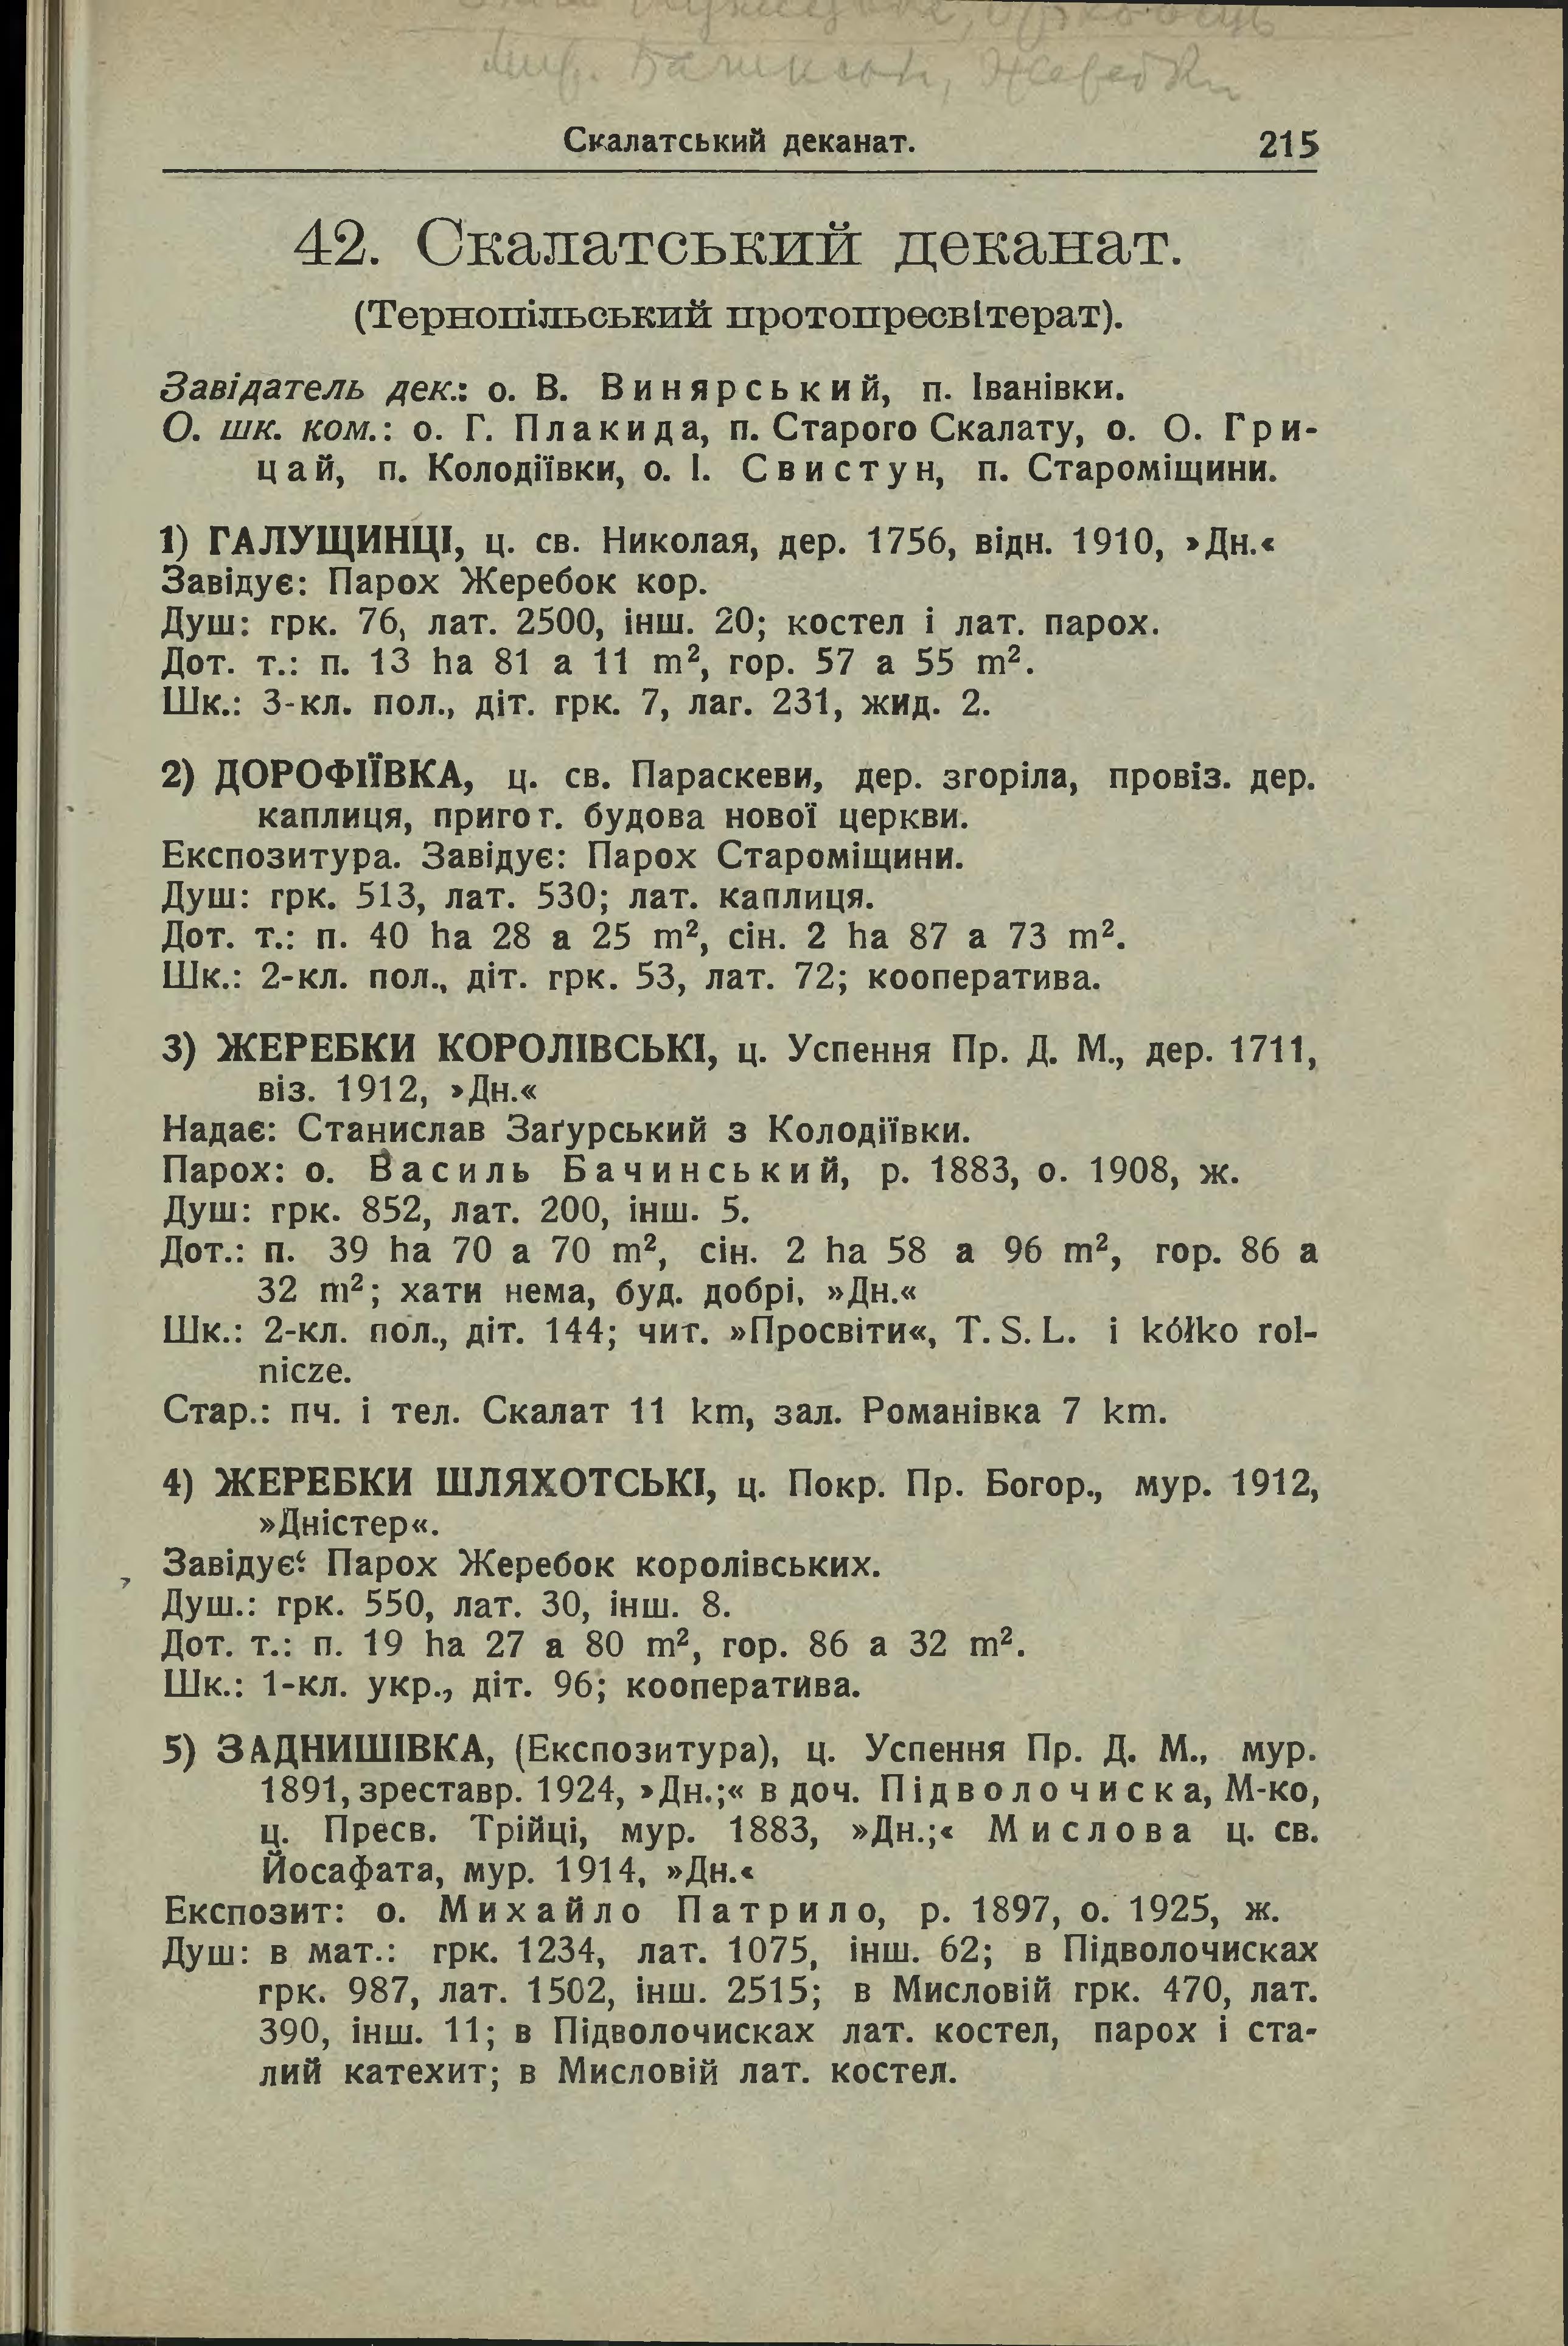 Скалатський деканат. 215
42. Скалатський деканат.
(Тернопільський протопресвітерат).
Завідатель дек.: о. В. Винярський, п. Іванівки.
О. шк. ком.: о. Г. Плакида, п. Старого Скалату, о. О. Гри-
цай, п. Колодіївки, о. І. Свистун, п. Староміщини.
1) ГАЛУЩИНЦІ, ц. св. Николая, дер. 1756, відн. 1910, »Дн.«
Завідує: Парох Жеребок кор.
Душ: грк. 76, лат. 2500, інш. 20; костел і лат. парох.
Дот. т.: п. 13 ha 81 a 11 m², гор. 57 a 55 m².
Шк.: 3-кл. пол., діт. грк. 7, лаг. 231, жид. 2.
2) ДОРОФІЇВКА, ц. св. Параскеви, дер. згоріла, провіз. дер.
каплиця, пригот. будова нової церкви.
Експозитура. Завідує: Парох Староміщини.
Душ: грк. 513, лат. 530; лат. каплиця.
Дот. т.: п. 40 ha 28 a 25 m², сін. 2 ha 87 a 73 m².
Шк.: 2-кл. пол., діт. грк. 53, лат. 72; кооператива.
3) ЖЕРЕБКИ КОРОЛІВСЬКІ, ц. Успення Пр. Д. М., дер. 1711,
віз. 1912, »Дн.«
Надає: Станислав Заґурський з Колодіївки.
Парох: о. Василь Бачинський, р. 1883, о. 1908, ж.
Душ: грк. 852, лат. 200, інш. 5.
Дот.: п. 39 ha 70 a 70 m², сін. 2 ha 58 a 96 m², гор. 86 a
32 m²; хати нема, буд. добрі, »Дн.«
Шк.: 2-кл. пол., діт. 144; чит. »Просвіти«, T. S. L. і kółko rol-
nicze.
Стар.: пч. і тел. Скалат 11 km, зал. Романівка 7 km.
4) ЖЕРЕБКИ ШЛЯХОТСЬКІ, ц. Покр. Пр. Богор., мур. 1912,
»Дністер«.
Завідує: Парох Жеребок королівських.
Душ.: грк. 550, лат. 30, інш. 8.
Дот. т.: п. 19 ha 27 a 80 m², гор. 86 a 32 m².
Шк.: 1-кл. укр., діт. 96; кооператива.
5) ЗАДНИШІВКА, (Експозитура), ц. Успення Пр. Д. М., мур.
1891, зреставр. 1924, »Дн.;« в доч. Підволочиска, М-ко,
ц. Пресв. Трійці, мур. 1883, »Дн.;« Мислова ц. св.
Йосафата, мур. 1914, »Дн.«
Експозит: о. Михайло Патрило, р. 1897, о. 1925, ж.
Душ: в мат.: грк. 1234, лат. 1075, інш. 62; в Підволочисках
грк. 987, лат. 1502, інш. 2515; в Мисловій грк. 470, лат.
390, інш. 11; в Підволочисках лат. костел, парох і ста-
лий катехит; в Мисловій лат. костел.